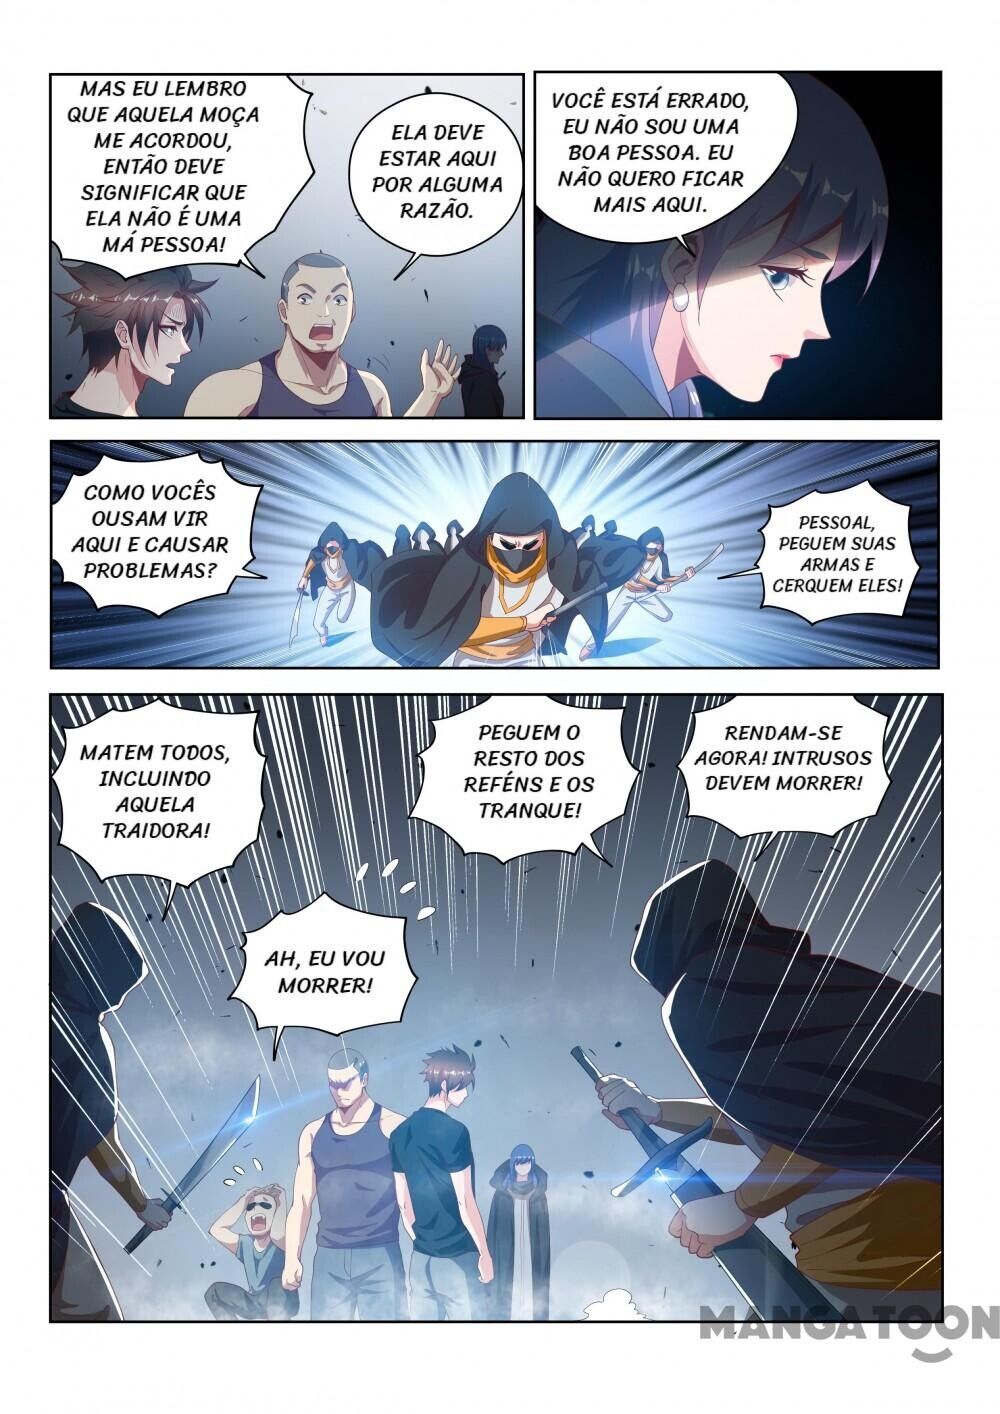 MAS EU LEMBRO
QUE AQUELA MOÇA
ME ACORDOU,
ENTÃO DEVE
SIGNIFICAR QUE
ELA NÃO É UMA
MÁ PESSOA!
ELA DEVE
ESTAR AQUI
POR ALGUMA
RAZÃO.
VOCÊ ESTÁ ERRADO,
EU NÃO SOU UMA
BOA PESSOA. EU
NÃO QUERO FICAR
MAIS AQUI.
COMO VOCÊS
OUSAM VIR
AQUI E CAUSAR
PROBLEMAS?
PESSOAL,
PEGUEM SUAS
ARMAS E
CERQUEM ELES!
MATEM TODOS,
INCLUINDO
AQUELA
TRAIDORA!
PEGUEM O
RESTO DOS
REFÉNS E OS
TRANQUE!
RENDAM-SE
AGORA! INTRUSOS
DEVEM MORRER!
AH, EU VOU
MORRER!
MANGATOON